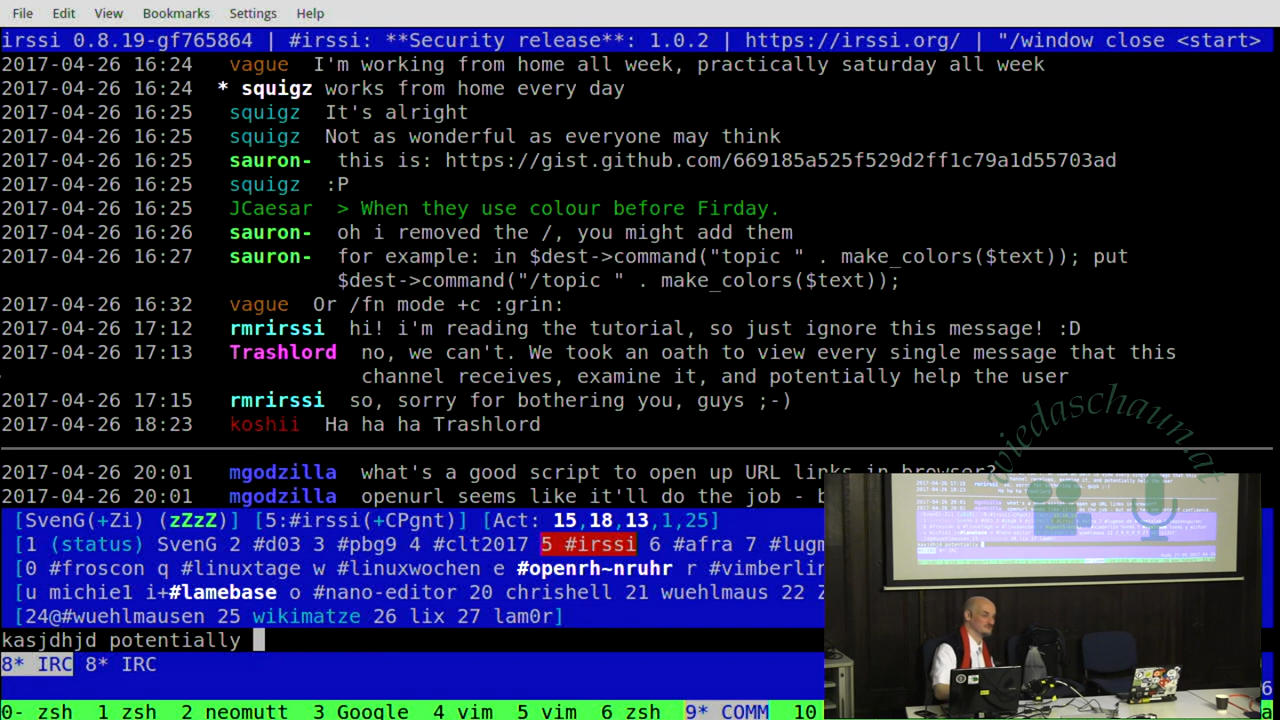 File Edit View Bookmarks Settings Help
irssi 0.8.19-gf765864 | #irssi: **Security release**: 1.0.2 | https://irssi.org/ | "/window close <start>
2017-04-26 16:24 vague I'm working from home all week, practically saturday all week
2017-04-26 16:24 * squigz works from home every day
2017-04-26 16:25 squigz It's alright
2017-04-26 16:25 squigz Not as wonderful as everyone may think
2017-04-26 16:25 sauron- this is: https://gist.github.com/669185a525f529d2ff1c79a1d55703ad
2017-04-26 16:25 squigz :P
2017-04-26 16:25 JCaesar > When they use colour before Firday.
2017-04-26 16:26 sauron- oh i removed the /, you might add them
2017-04-26 16:27 sauron- for example: in $dest->command("topic " . make_colors($text)); put
$dest->command("/topic " . make_colors($text));
2017-04-26 16:32 vague Or /fn mode +c :grin:
2017-04-26 17:12 rmrirssi hi! i'm reading the tutorial, so just ignore this message! :D
2017-04-26 17:13 Trashlord no, we can't. We took an oath to view every single message that this
channel receives, examine it, and potentially help the user
2017-04-26 17:15 rmrirssi so, sorry for bothering you, guys ;-)
2017-04-26 18:23 koshii Ha ha ha Trashlord
2017-04-26 20:01 mgodzilla what's a good script to open up URL links in browser?
2017-04-26 20:01 mgodzilla openurl seems like it'll do the job - b
[SvenG(+Zi) (zZzZ)] [5:#irssi(+CPgnt)] [Act: 15,18,13,1,25]
[1 (status) SvenG 2 #e8n 3 #pbg9 4 #clt2017 5 #irssi 6 #afra 7 #lugm
[0 #froscon q #linuxtage w #linuxwochen e #openrh~nruhr r #vimberlin
[u michie1 i+#lamebase o #nano-editor 20 chrishell 21 wuehlmaus 22 Z
[24@#wuehlmausen 25 wikimatze 26 lix 27 lam0r]
kasjdhjd potentially
8* IRC 8* IRC
0- zsh 1 zsh 2 neomutt 3 Google 4 vim 5 vim 6 zsh 9* COMM 10
wiedaschaun.at